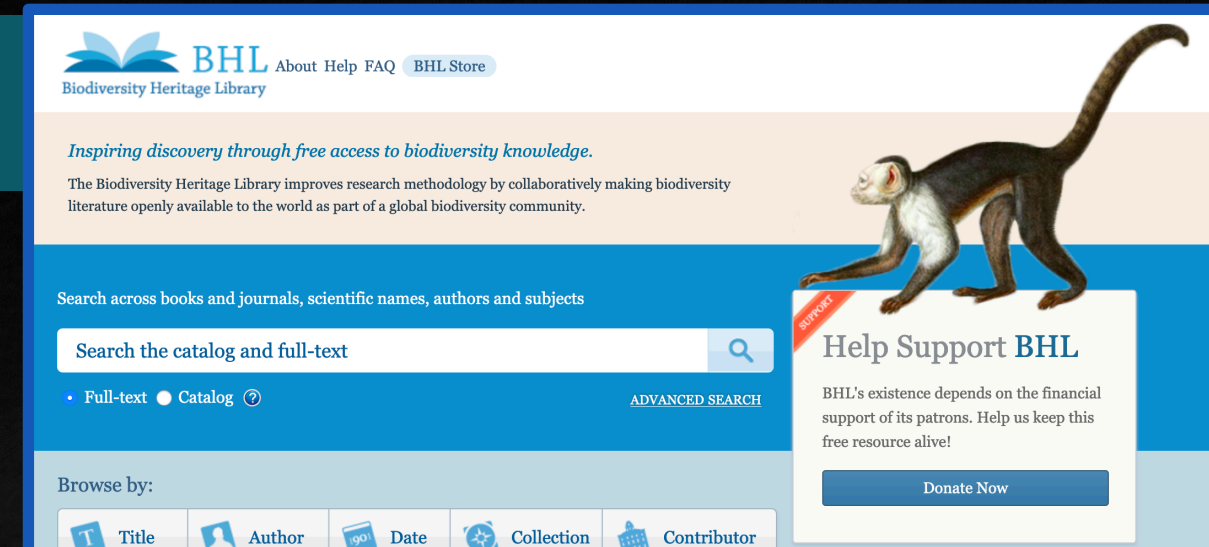 BHL
Biodiversity Heritage Library
About Help FAQ BHL Store
Inspiring discovery through free access to biodiversity knowledge.
The Biodiversity Heritage Library improves research methodology by collaboratively making biodiversity
literature openly available to the world as part of a global biodiversity community.
Search across books and journals, scientific names, authors and subjects
Search the catalog and full-text
Full-text Catalog ?
ADVANCED SEARCH
SUPPORT
Help Support BHL
BHL's existence depends on the financial
support of its patrons. Help us keep this
free resource alive!
Donate Now
Browse by:
T Title Author 1901 Date Collection Contributor